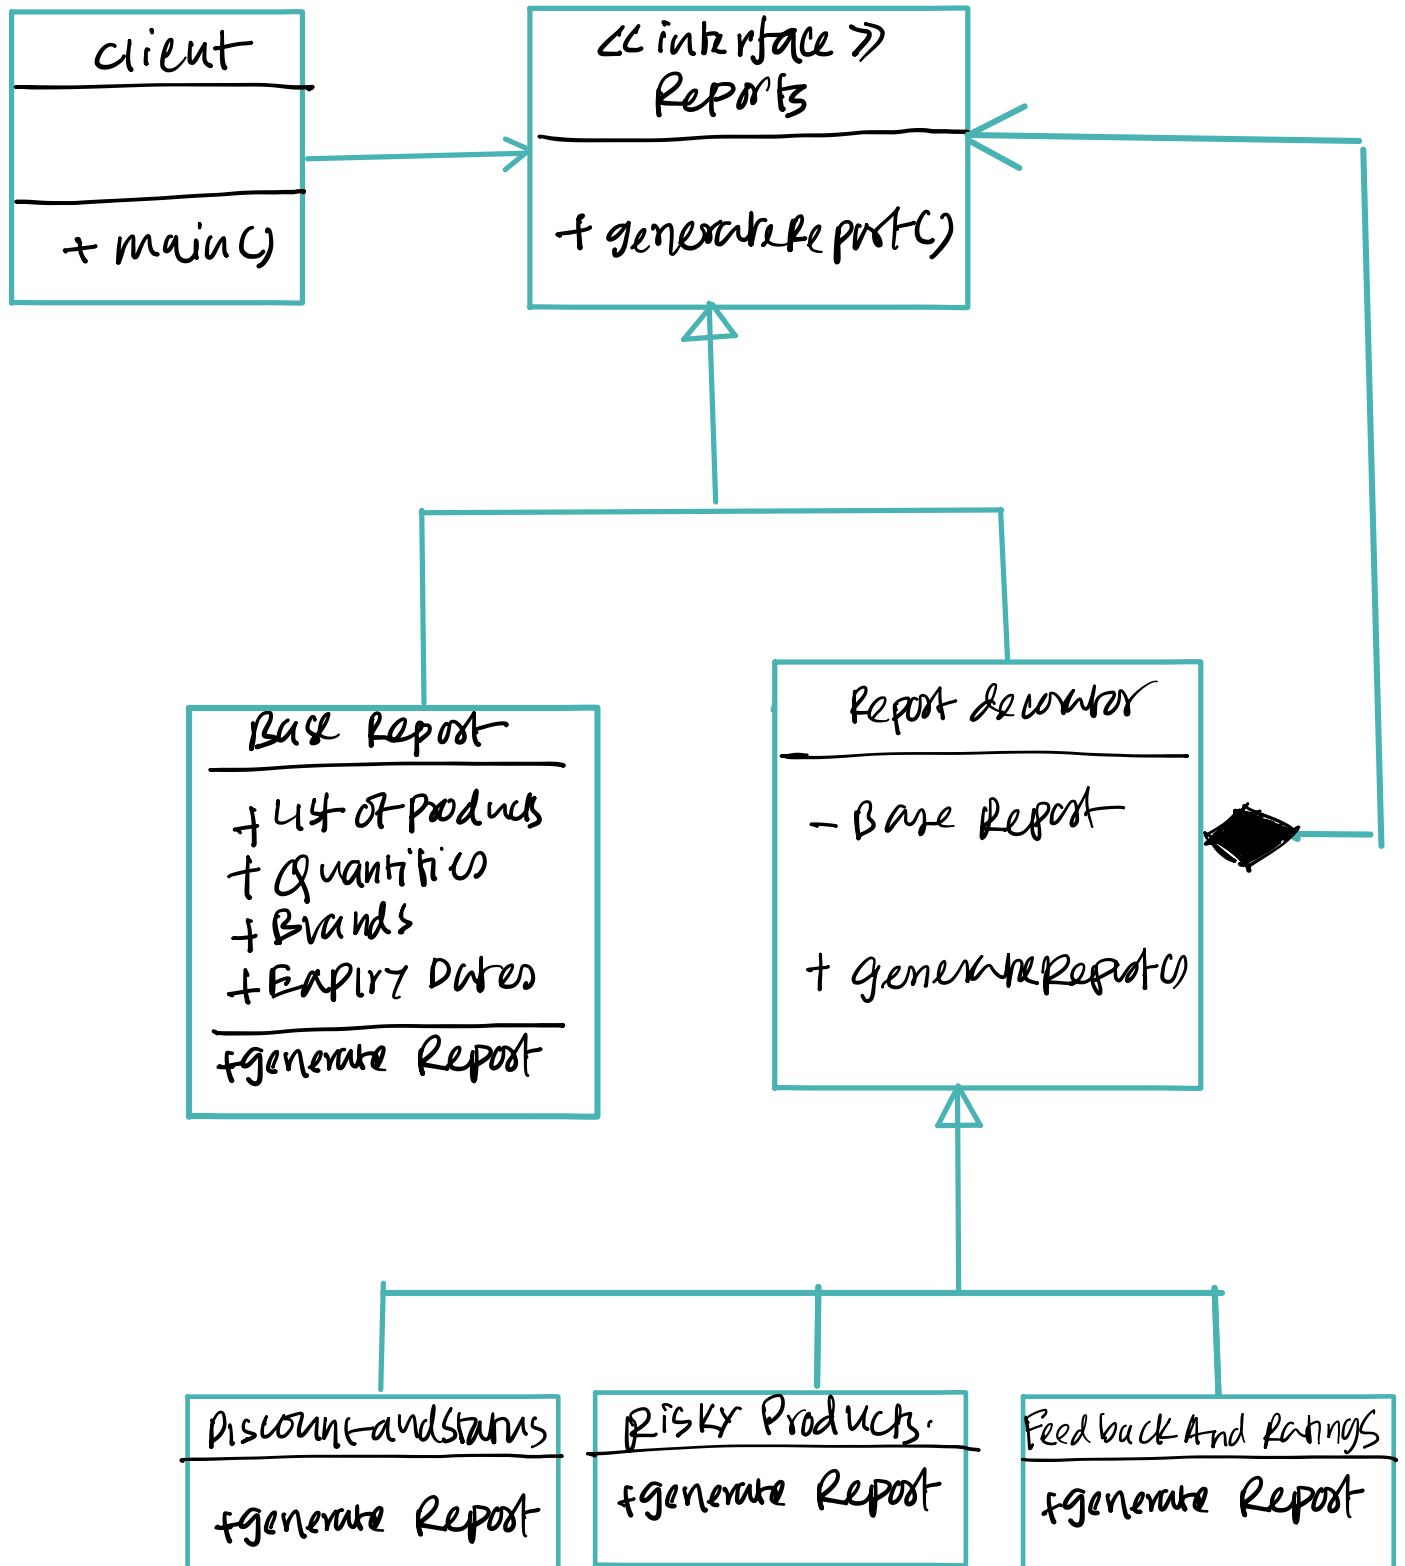 client
+ main()
<< interface >>
Reports
+ generateReport()
Base Report
+ List of products
+ Quantities
+ Brands
+ Expiry Dates
+generate Report
Report decorator
- Base Report
+ generateReport()
DiscountandStatus
+generate Report
Risky Products.
+generate Report
Feedback And Ratings
+generate Report